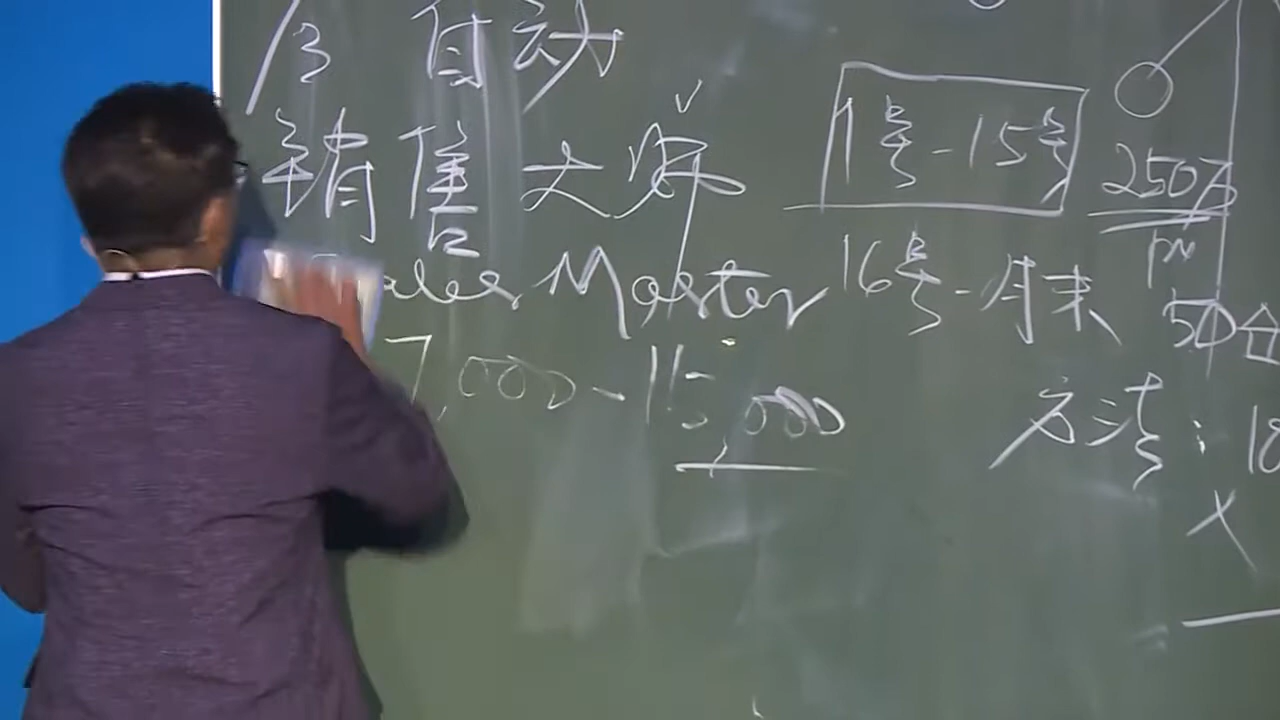 自动
销售大师
Sales Master
7,000-15,000
1号-15号
16号-月末
250万
50台
方法：